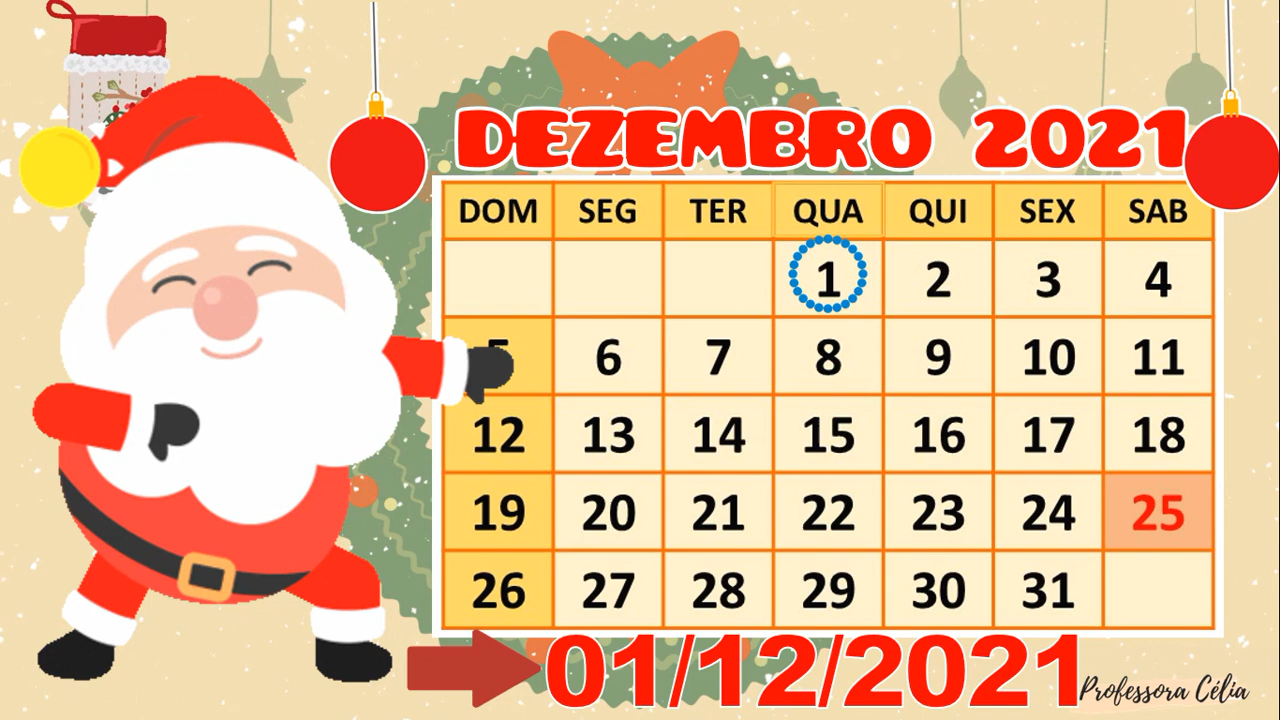 DEZEMBRO 2021
DOM SEG TER QUA QUI SEX SAB
1 2 3 4
5 6 7 8 9 10 11
12 13 14 15 16 17 18
19 20 21 22 23 24 25
26 27 28 29 30 31
01/12/2021
Professora Célia